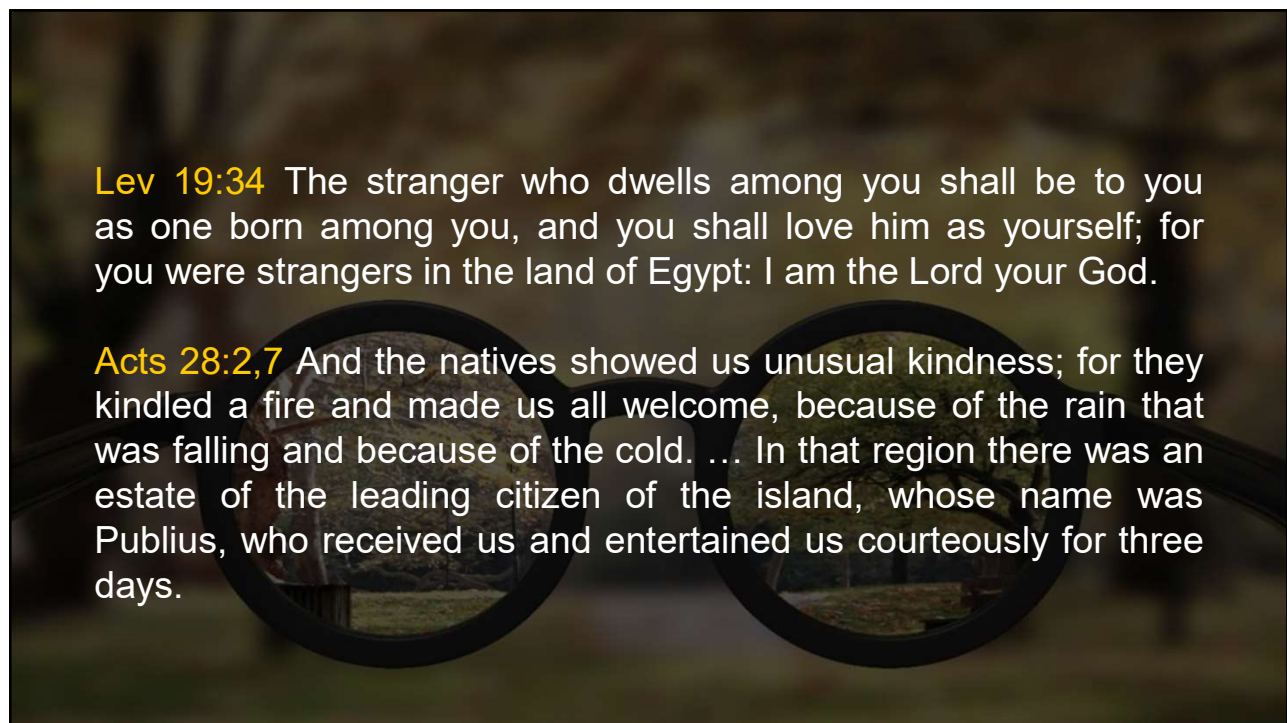 Lev 19:34 The stranger who dwells among you shall be to you
as one born among you, and you shall love him as yourself; for
you were strangers in the land of Egypt: I am the Lord your God.
Acts 28:2,7 And the natives showed us unusual kindness; for they
kindled a fire and made us all welcome, because of the rain that
was falling and because of the cold. … In that region there was an
estate of the leading citizen of the island, whose name was
Publius, who received us and entertained us courteously for three
days.